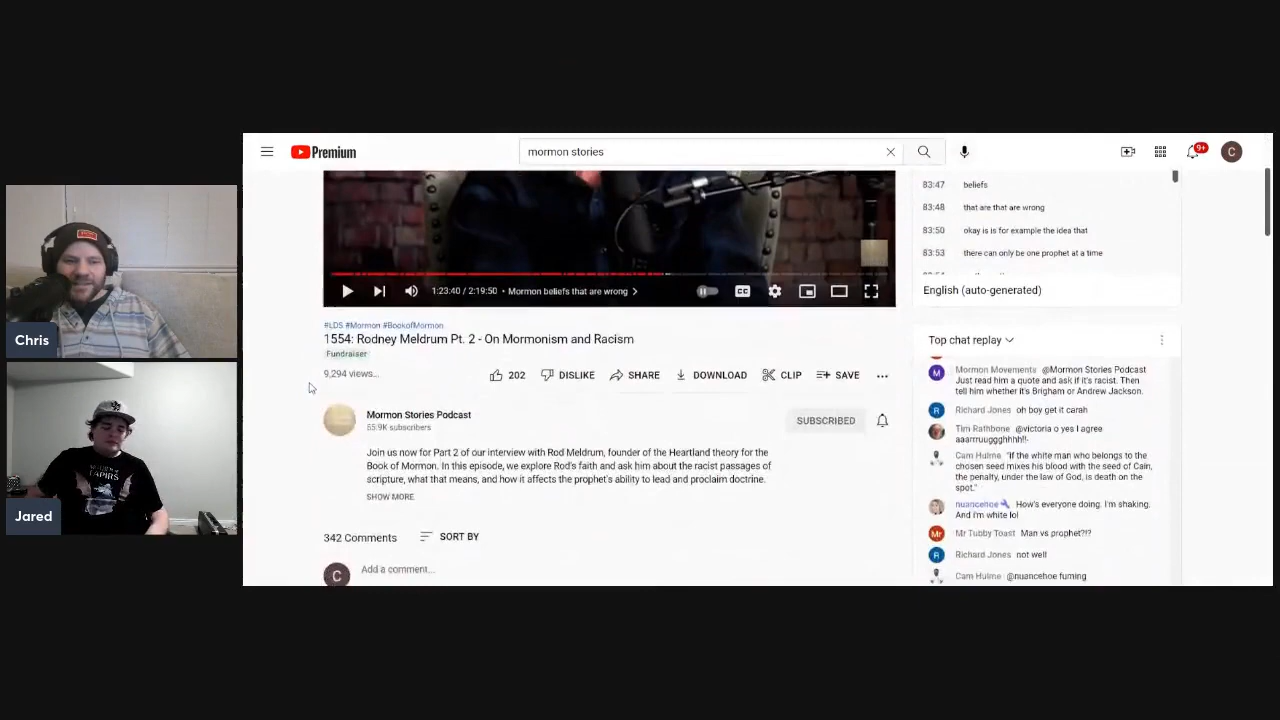 Premium
mormon stories
9+
C
83:47 beliefs
83:48 that are that are wrong
83:50 okay is is for example the idea that
83:53 there can only be one prophet at a time
English (auto-generated)
1:23:40 / 2:19:50 • Mormon beliefs that are wrong
CC
#LDS #Mormon #BookofMormon
1554: Rodney Meldrum Pt. 2 - On Mormonism and Racism
Fundraiser
9,294 views...
202 DISLIKE SHARE DOWNLOAD CLIP SAVE
Mormon Stories Podcast
55.9K subscribers
SUBSCRIBED
Join us now for Part 2 of our interview with Rod Meldrum, founder of the Heartland theory for the
Book of Mormon. In this episode, we explore Rod's faith and ask him about the racist passages of
scripture, what that means, and how it affects the prophet's ability to lead and proclaim doctrine.
SHOW MORE
342 Comments SORT BY
C
Add a comment...
Top chat replay
M
Mormon Movements @Mormon Stories Podcast
Just read him a quote and ask if it's racist. Then
tell him whether it's Brigham or Andrew Jackson.
R
Richard Jones oh boy get it carah
Tim Rathbone @victoria o yes I agree
aaarrruuggghhhh!!-
Cam Hulme "if the white man who belongs to the
chosen seed mixes his blood with the seed of Cain,
the penalty, under the law of God, is death on the
spot."
nuancehoe How's everyone doing. I'm shaking.
And i'm white lol
Mr
Mr Tubby Toast Man vs prophet?!?
R
Richard Jones not well
Cam Hulme @nuancehoe fuming
Chris
TAPIRS
Jared